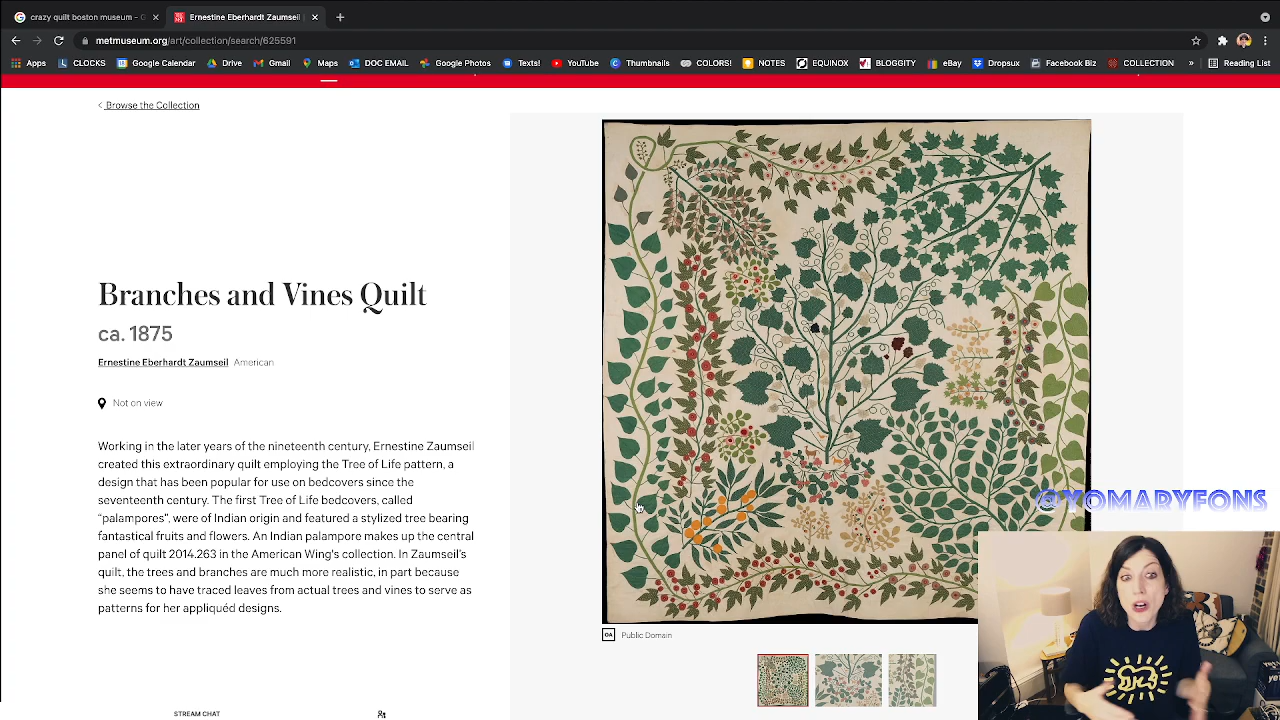 crazy quilt boston museum – G
Ernestine Eberhardt Zaumseil |
metmuseum.org/art/collection/search/625591
Apps CLOCKS Google Calendar Drive Gmail Maps DOC EMAIL Google Photos Texts! YouTube Thumbnails COLORS! NOTES EQUINOX BLOGGITY eBay Dropbox Facebook Biz COLLECTION » Reading List
Browse the Collection
Branches and Vines Quilt
ca. 1875
Ernestine Eberhardt Zaumseil American
Not on view
Working in the later years of the nineteenth century, Ernestine Zaumseil
created this extraordinary quilt employing the Tree of Life pattern, a
design that has been popular for use on bedcovers since the
seventeenth century. The first Tree of Life bedcovers, called
“palampores”, were of Indian origin and featured a stylized tree bearing
fantastical fruits and flowers. An Indian palampore makes up the central
panel of quilt 2014.263 in the American Wing's collection. In Zaumseil's
quilt, the trees and branches are much more realistic, in part because
she seems to have traced leaves from actual trees and vines to serve as
patterns for her appliquéd designs.
@YOMARYFONS
OA Public Domain
STREAM CHAT